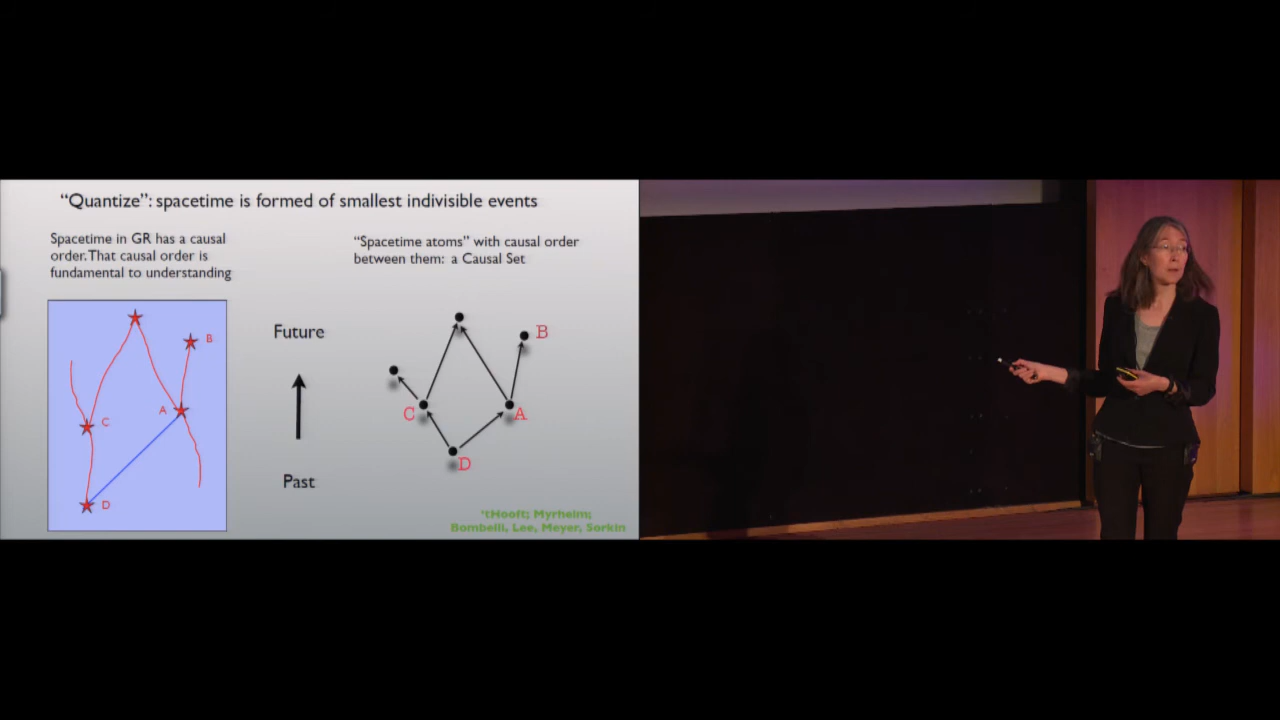 “Quantize”: spacetime is formed of smallest indivisible events
Spacetime in GR has a causal
order. That causal order is
fundamental to understanding
“Spacetime atoms” with causal order
between them: a Causal Set
B
A
C
D
Future
Past
B
C
A
D
‘tHooft; Myrheim;
Bombelli, Lee, Meyer, Sorkin